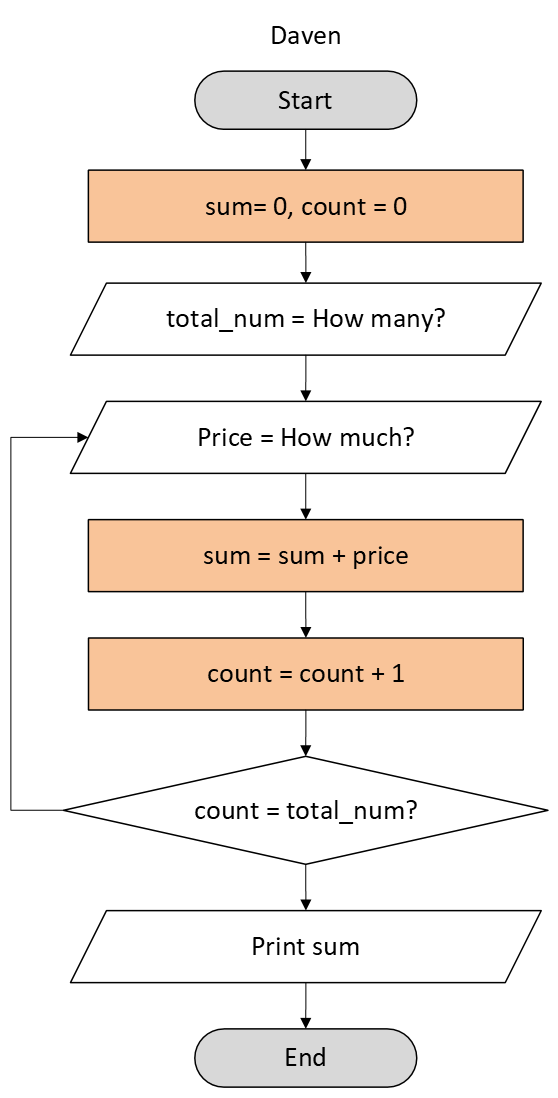 Daven
Start
sum= 0, count = 0
total_num = How many?
Price = How much?
sum = sum + price
count = count + 1
count = total_num?
Print sum
End